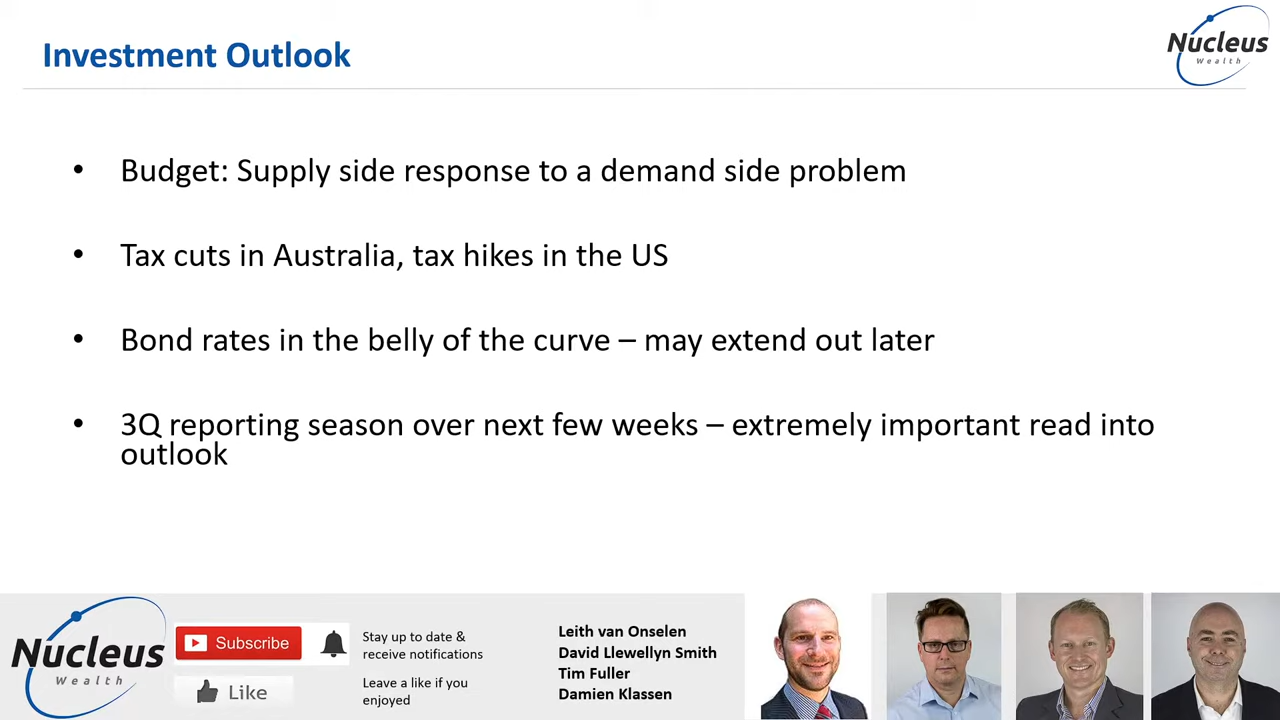 Investment Outlook
Nucleus
Wealth
• Budget: Supply side response to a demand side problem
• Tax cuts in Australia, tax hikes in the US
• Bond rates in the belly of the curve – may extend out later
• 3Q reporting season over next few weeks – extremely important read into
outlook
Nucleus
Wealth
Subscribe
Like
Stay up to date &
receive notifications
Leave a like if you
enjoyed
Leith van Onselen
David Llewellyn Smith
Tim Fuller
Damien Klassen